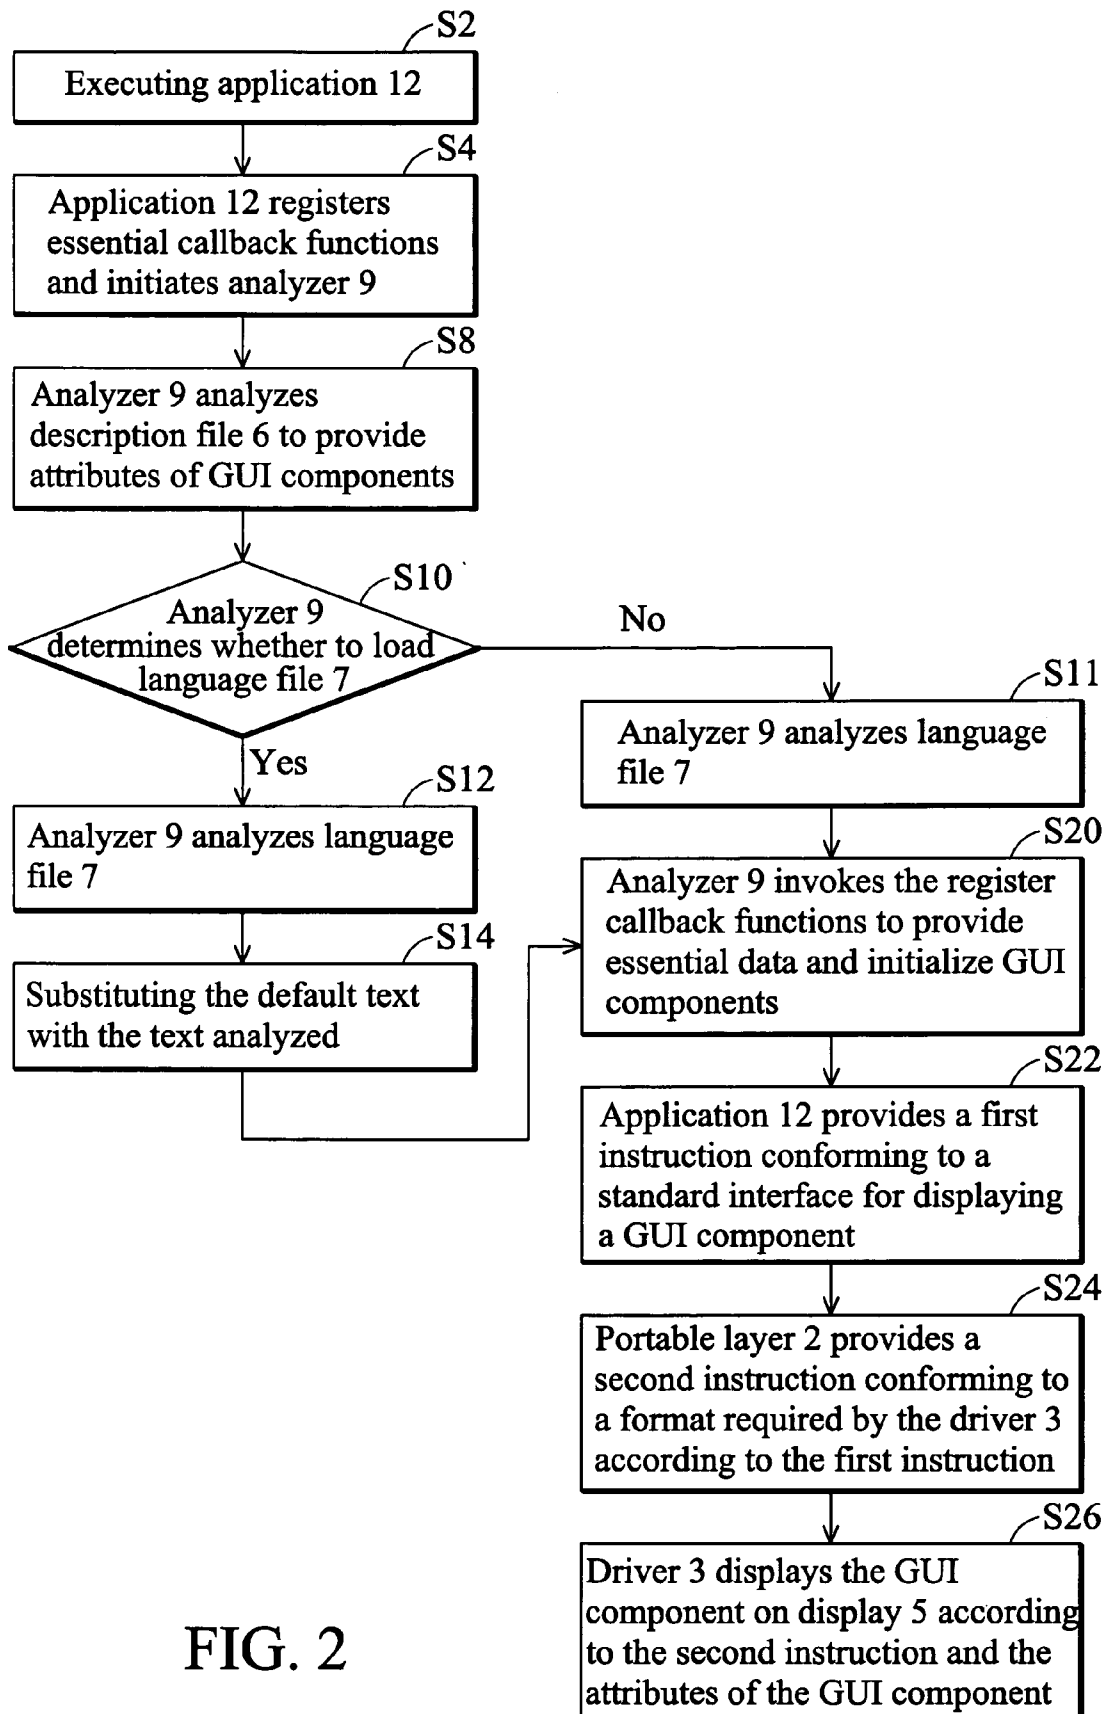 S2
Executing application 12
S4
Application 12 registers
essential callback functions
and initiates analyzer 9
S8
Analyzer 9 analyzes
description file 6 to provide
attributes of GUI components
S10
Analyzer 9
determines whether to load
language file 7
No
Yes
S12
Analyzer 9 analyzes language
file 7
S14
Substituting the default text
with the text analyzed
S11
Analyzer 9 analyzes language
file 7
S20
Analyzer 9 invokes the register
callback functions to provide
essential data and initialize GUI
components
S22
Application 12 provides a first
instruction conforming to a
standard interface for displaying
a GUI component
S24
Portable layer 2 provides a
second instruction conforming to
a format required by the driver 3
according to the first instruction
S26
Driver 3 displays the GUI
component on display 5 according
to the second instruction and the
attributes of the GUI component
FIG. 2